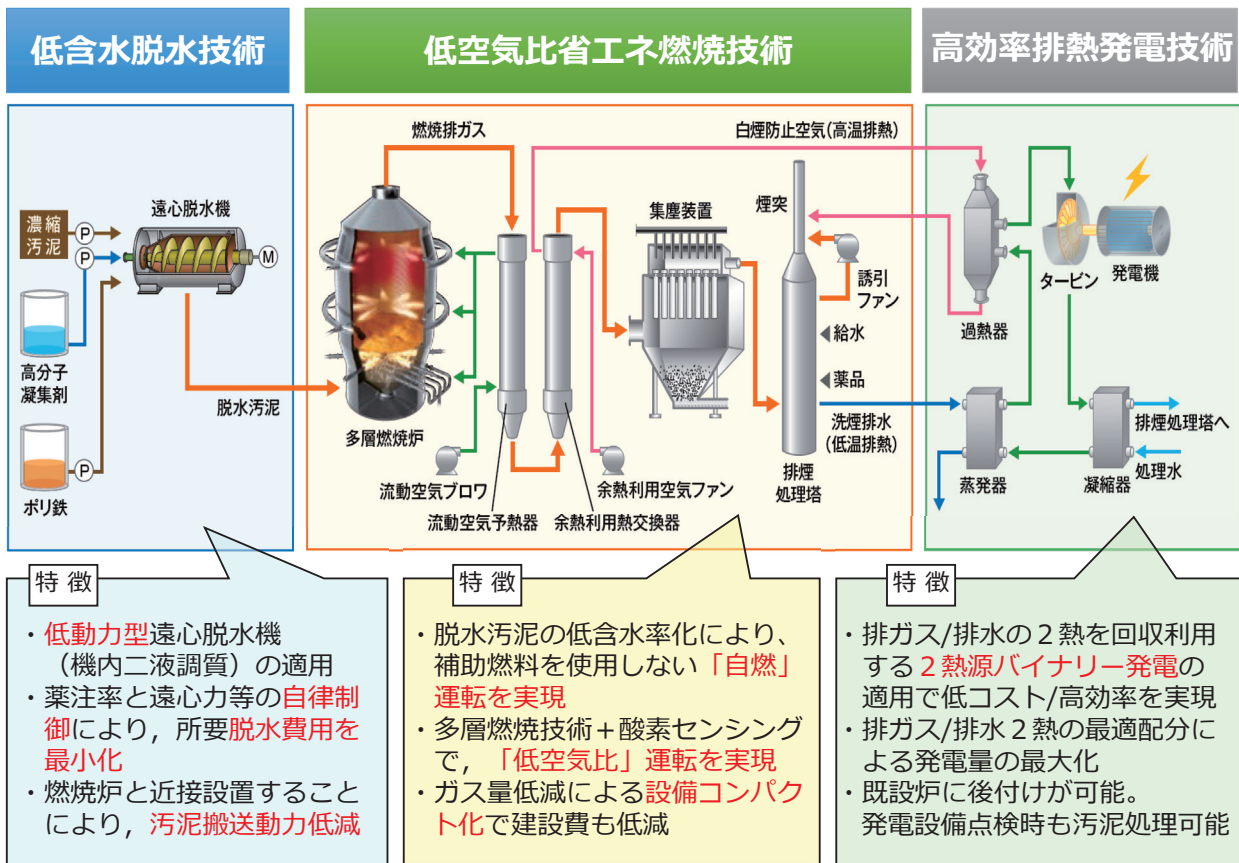 低含水脱水技術
低空気比省エネ燃焼技術
高効率排熱発電技術
濃縮
汚泥
P
P
遠心脱水機
M
高分子
凝集剤
脱水汚泥
P
ポリ鉄
燃焼排ガス
白煙防止空気(高温排熱)
集塵装置
煙突
誘引
ファン
給水
薬品
多層燃焼炉
洗煙排水
(低温排熱)
流動空気ブロワ
余熱利用空気ファン
排煙
処理塔
流動空気予熱器
余熱利用熱交換器
過熱器
タービン
発電機
排煙処理塔へ
処理水
蒸発器
凝縮器
特 徴
・低動力型遠心脱水機
（機内二液調質）の適用
・薬注率と遠心力等の自律制
御により，所要脱水費用を
最小化
・燃焼炉と近接設置すること
により，汚泥搬送動力低減
特 徴
・脱水汚泥の低含水率化により、
補助燃料を使用しない「自燃」
運転を実現
・多層燃焼技術＋酸素センシング
で，「低空気比」運転を実現
・ガス量低減による設備コンパク
ト化で建設費も低減
特 徴
・排ガス/排水の２熱を回収利用
する２熱源バイナリー発電の
適用で低コスト/高効率を実現
・排ガス/排水２熱の最適配分に
よる発電量の最大化
・既設炉に後付けが可能。
発電設備点検時も汚泥処理可能